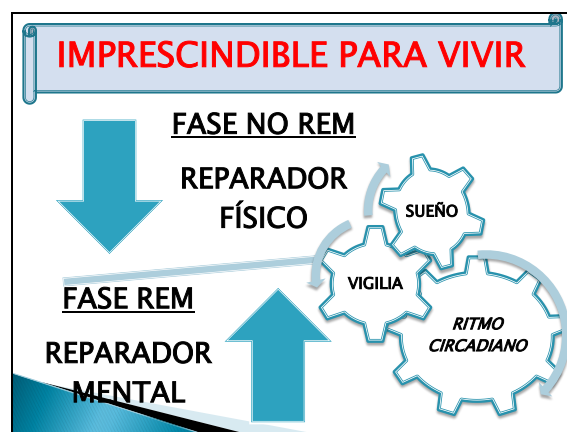 IMPRESCINDIBLE PARA VIVIR
FASE NO REM
REPARADOR
FÍSICO
SUEÑO
VIGILIA
RITMO
CIRCADIANO
FASE REM
REPARADOR
MENTAL